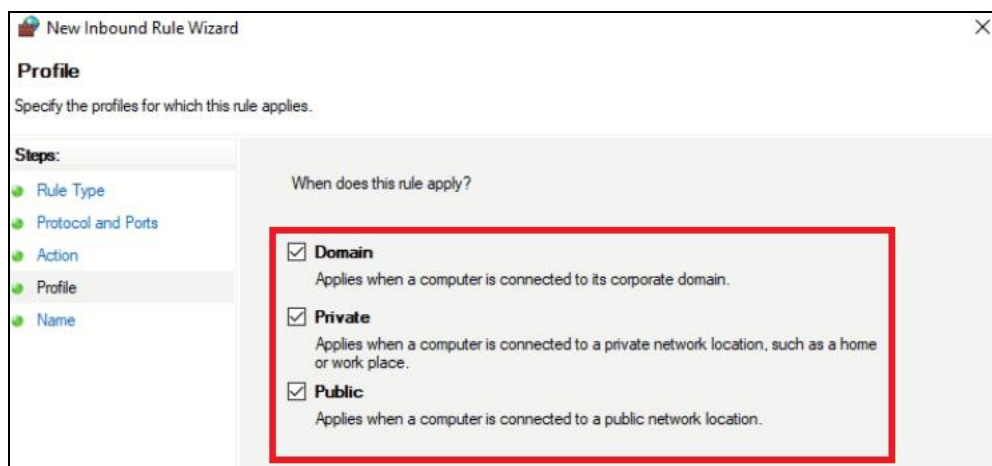 New Inbound Rule Wizard
Profile
Specify the profiles for which this rule applies.
Steps:
Rule Type
Protocol and Ports
Action
Profile
Name
When does this rule apply?
Domain
Applies when a computer is connected to its corporate domain.
Private
Applies when a computer is connected to a private network location, such as a home
or work place.
Public
Applies when a computer is connected to a public network location.